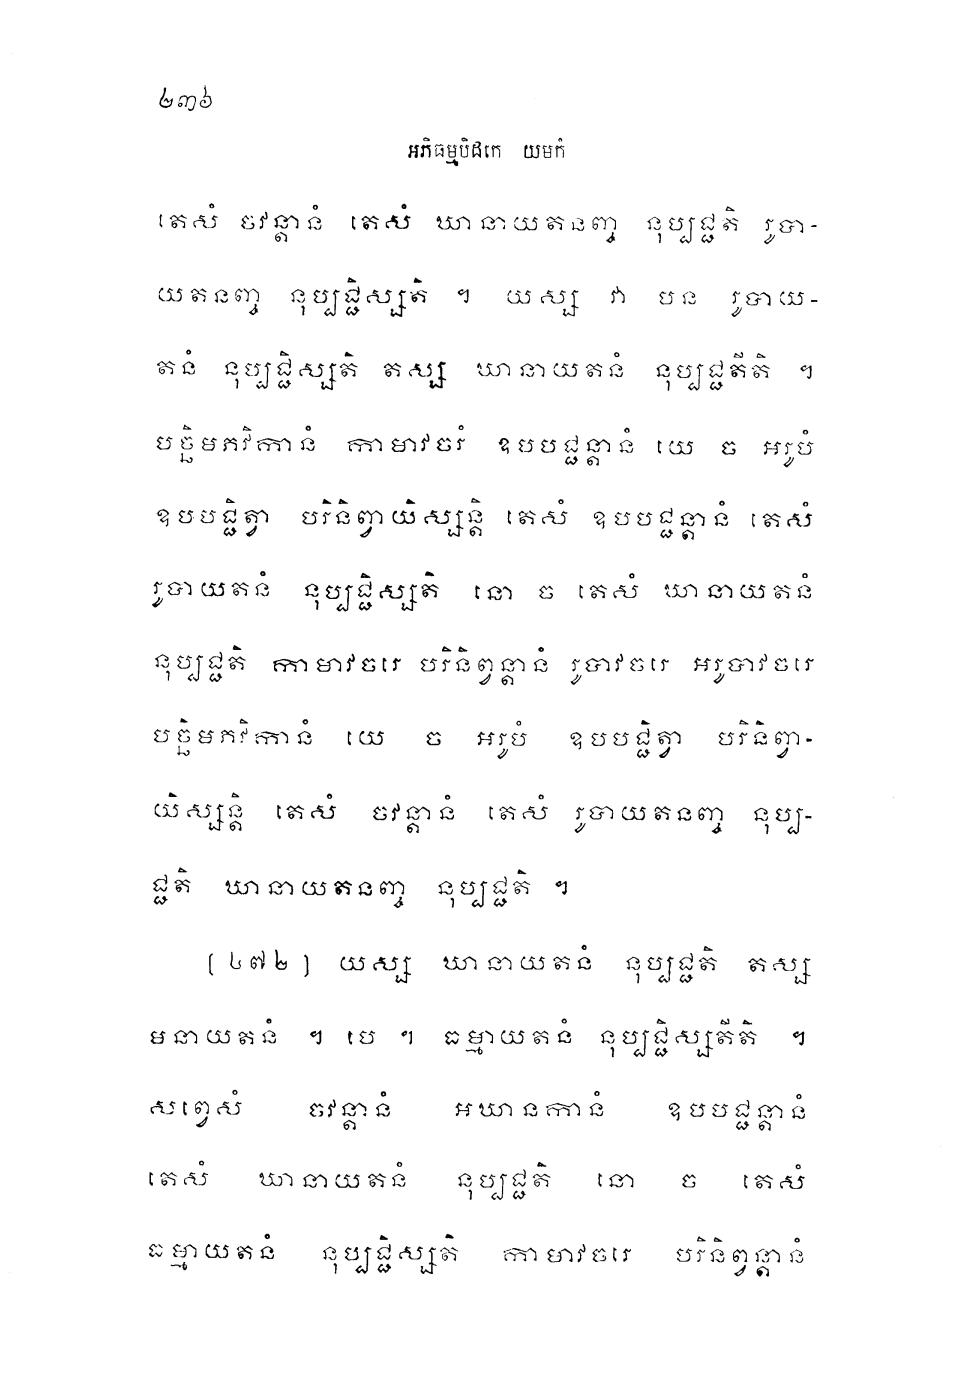 ២៣៦
អភិធម្មបិដកេ យមកំ
តេសំ ចវន្តានំ តេសំ ឃានាយតនញ្ច នុប្បជ្ជតិ រូបា-
យតនញ្ច នុប្បជ្ជិស្សតិ ។ យស្ស វា បន រូបាយ-
តនំ នុប្បជ្ជិស្សតិ តស្ស ឃានាយតនំ នុប្បជ្ជតីតិ ។
បច្ឆិមភវិកានំ កាមាវចរំ ឧបបជ្ជន្តានំ យេ ច អរូបំ
ឧបបជ្ជិត្វា បរិនិព្វាយិស្សន្តិ តេសំ ឧបបជ្ជន្តានំ តេសំ
រូបាយតនំ នុប្បជ្ជិស្សតិ នោ ច តេសំ ឃានាយតនំ
នុប្បជ្ជតិ កាមាវចរេ បរិនិព្វន្តានំ រូបាវចរេ អរូបាវចរេ
បច្ឆិមភវិកានំ យេ ច អរូបំ ឧបបជ្ជិត្វា បរិនិព្វា-
យិស្សន្តិ តេសំ ចវន្តានំ តេសំ រូបាយតនញ្ច នុប្ប-
ជ្ជតិ ឃានាយតនញ្ច នុប្បជ្ជតិ ។
(៤៧២) យស្ស ឃានាយតនំ នុប្បជ្ជតិ តស្ស
មនាយតនំ ។ បេ ។ ធម្មាយតនំ នុប្បជ្ជិស្សតីតិ ។
សព្វេសំ ចវន្តានំ អឃានកានំ ឧបបជ្ជន្តានំ
តេសំ ឃានាយតនំ នុប្បជ្ជតិ នោ ច តេសំ
ធម្មាយតនំ នុប្បជ្ជិស្សតិ កាមាវចរេ បរិនិព្វន្តានំ